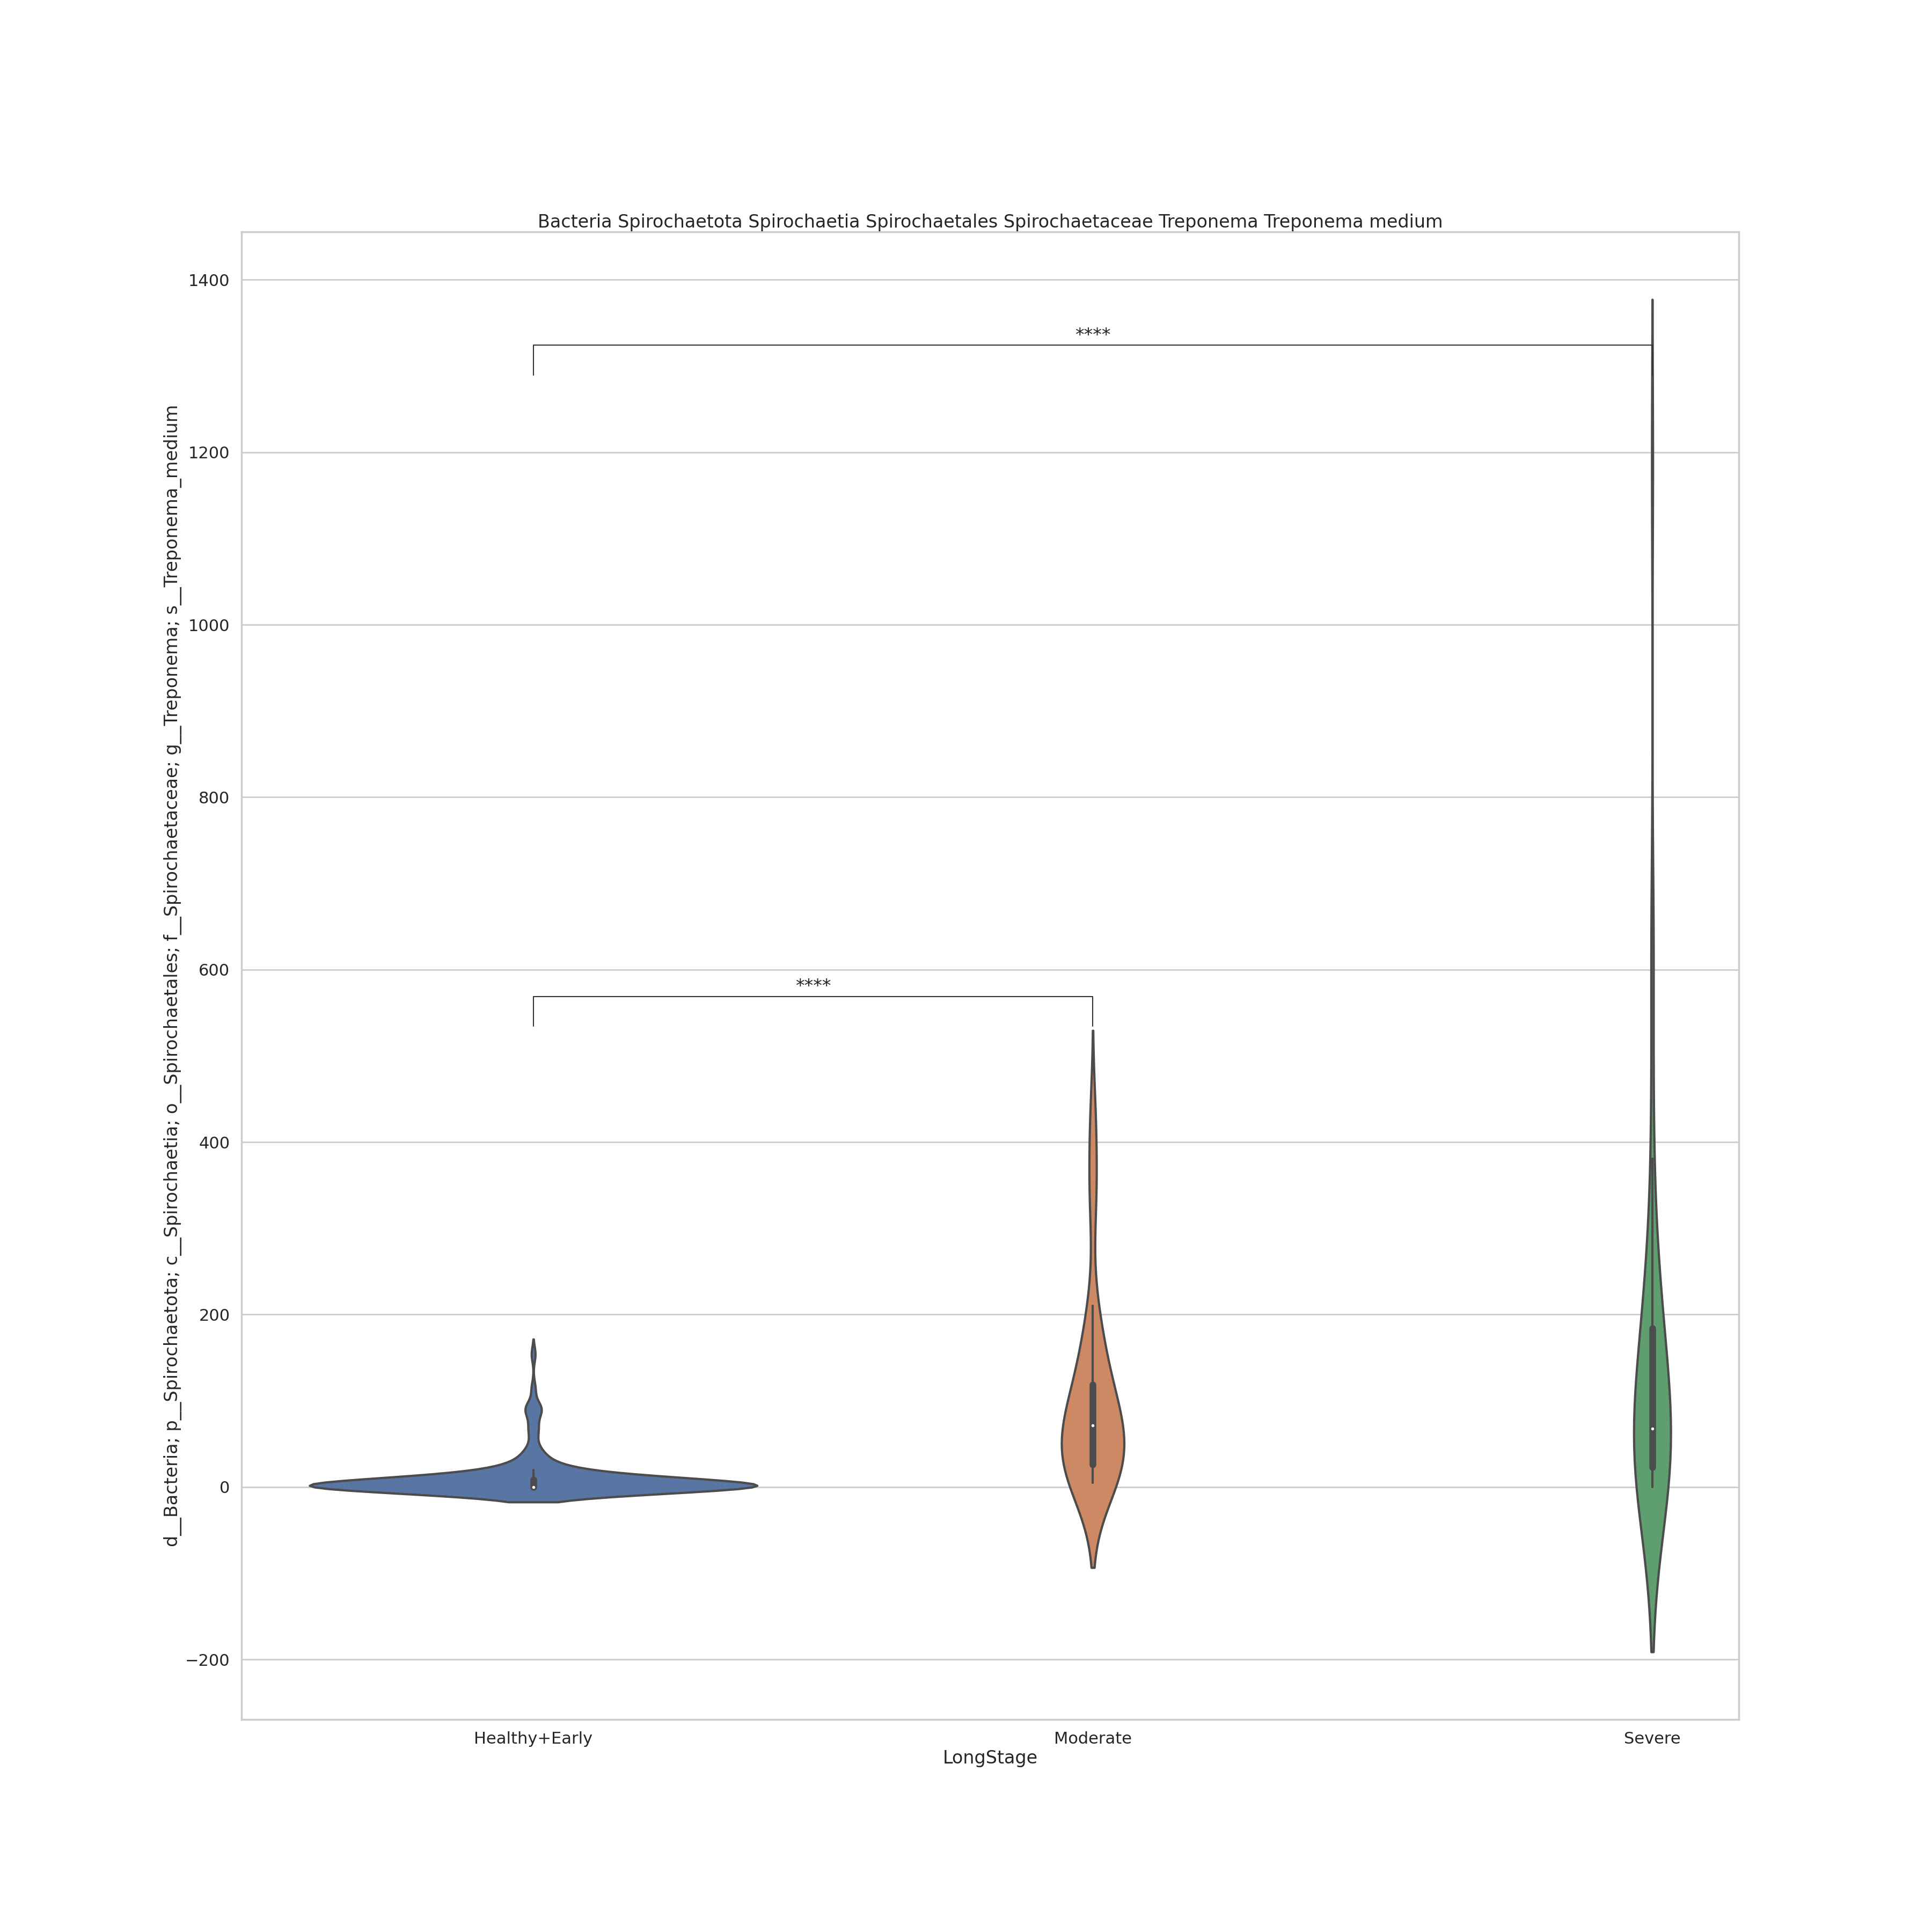 Bacteria Spirochaetota Spirochaetia Spirochaetales Spirochaetaceae Treponema Treponema medium
d__Bacteria; p__Spirochaetota; c__Spirochaetia; o__Spirochaetales; f__Spirochaetaceae; g__Treponema; s__Treponema_medium
1400
1200
1000
800
600
400
200
0
−200
****
****
Healthy+Early
Moderate
Severe
LongStage